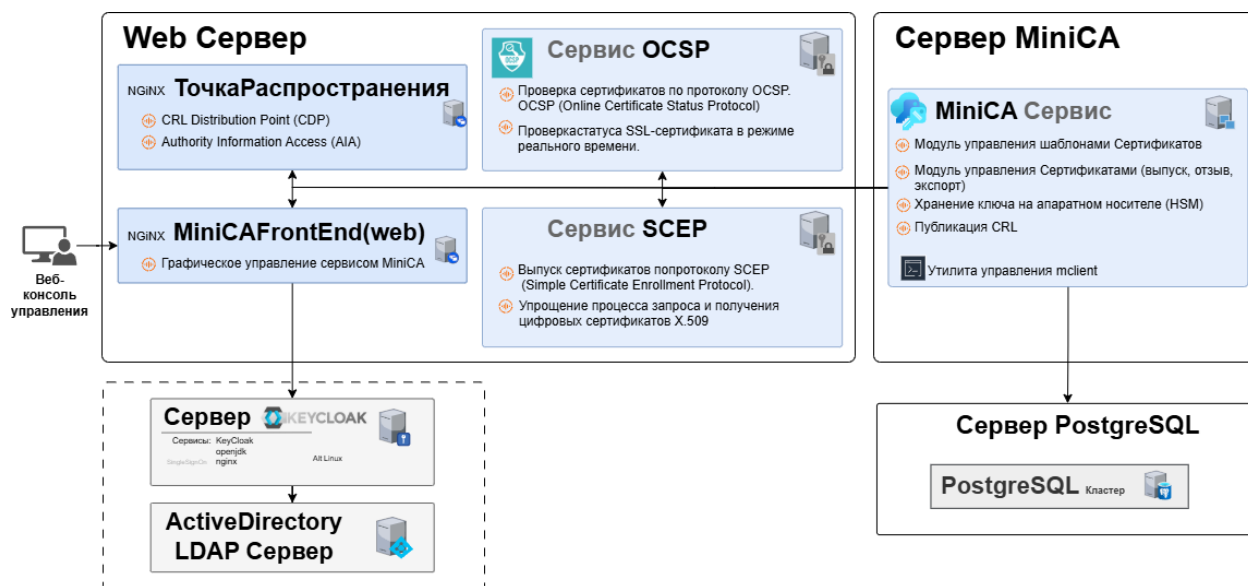 Web Сервер
NGiNX ТочкаРаспространения
CRL Distribution Point (CDP)
Authority Information Access (AIA)
OCSP
Сервис OCSP
Проверка сертификатов по протоколу OCSP.
OCSP (Online Certificate Status Protocol)
Проверкастатуса SSL-сертификата в режиме
реального времени.
NGiNX MiniCAFrontEnd(web)
Графическое управление сервисом MiniCA
Сервис SCEP
Выпуск сертификатов попротоколу SCEP
(Simple Certificate Enrollment Protocol).
Упрощение процесса запроса и получения
цифровых сертификатов X.509
Веб-
консоль
управления
Сервер MiniCA
MiniCA Сервис
Модуль управления шаблонами Сертификатов
Модуль управления Сертификатами (выпуск, отзыв,
экспорт)
Хранение ключа на апаратном носителе (HSM)
Публикация CRL
Утилита управления mclient
Сервер KEYCLOAK
Сервисы: KeyCloak
openjdk
SingleSignOn nginx
Alt Linux
ActiveDirectory
LDAP Сервер
Сервер PostgreSQL
PostgreSQL Кластер